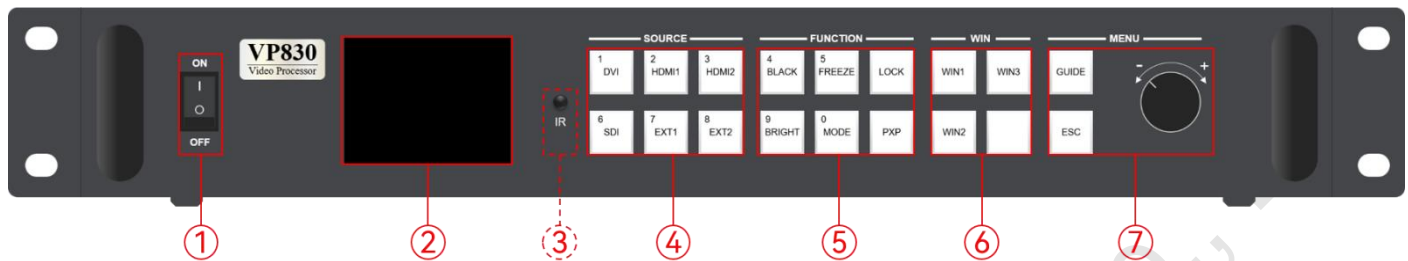 SOURCE FUNCTION WIN MENU
ON
I
O
OFF
VP830
Video Processor
IR
1 DVI 2 HDMI1 3 HDMI2
6 SDI 7 EXT1 8 EXT2
4 BLACK 5 FREEZE LOCK
9 BRIGHT 0 MODE PXP
WIN1 WIN3
WIN2
GUIDE
ESC
- +
1 2 3 4 5 6 7